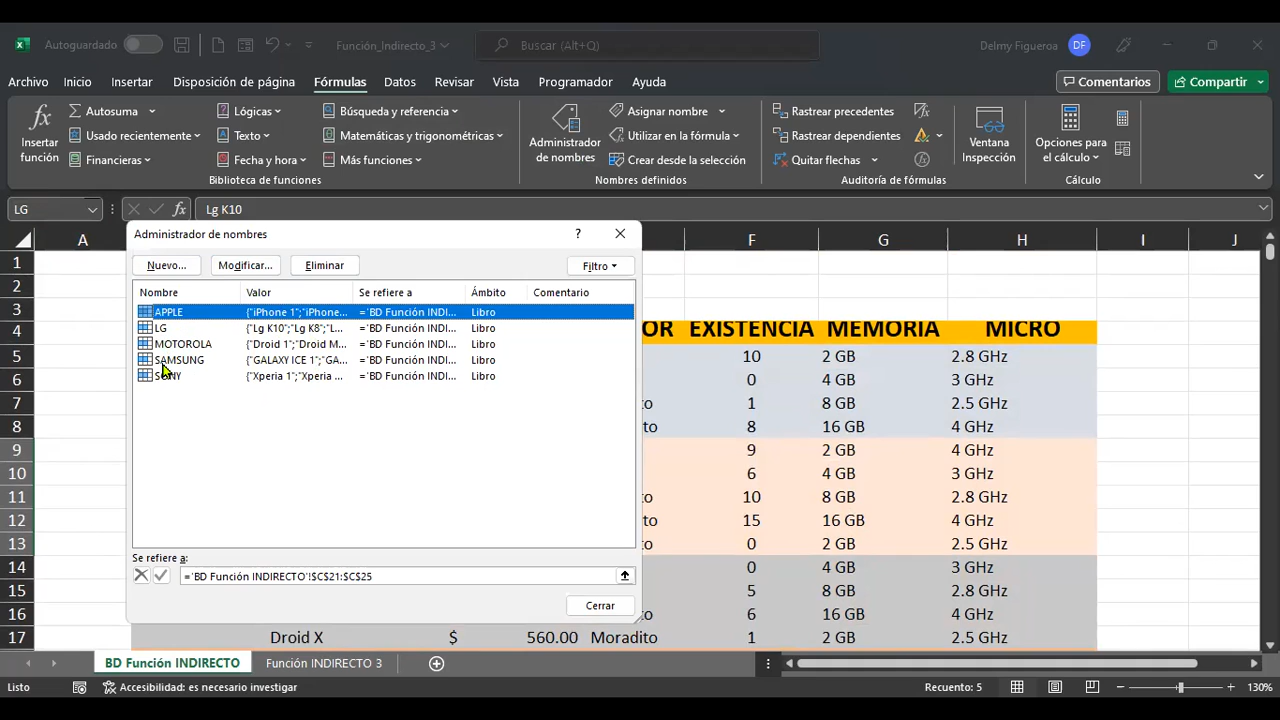 Autoguardado Función_Indirecto_3 Buscar (Alt+Q) Delmy Figueroa DF
Archivo Inicio Insertar Disposición de página Fórmulas Datos Revisar Vista Programador Ayuda Comentarios Compartir
fx Insertar función
Autosuma
Usado recientemente
Financieras
Lógicas
Texto
Fecha y hora
Búsqueda y referencia
Matemáticas y trigonométricas
Más funciones
Biblioteca de funciones
Administrador de nombres
Asignar nombre
Utilizar en la fórmula
Crear desde la selección
Nombres definidos
Rastrear precedentes
Rastrear dependientes
Quitar flechas
Auditoría de fórmulas
Ventana Inspección
Opciones para el cálculo
Cálculo
LG fx Lg K10
A F G H I J
Administrador de nombres ?
Nuevo... Modificar... Eliminar Filtro
Nombre Valor Se refiere a Ámbito Comentario
APPLE {"iPhone 1";"iPhone... ='BD Función INDI... Libro
LG {"Lg K10";"Lg K8";"L... ='BD Función INDI... Libro
MOTOROLA {"Droid 1";"Droid M... ='BD Función INDI... Libro
SAMSUNG {"GALAXY ICE 1";"GA... ='BD Función INDI... Libro
SONY {"Xperia 1";"Xperia ... ='BD Función INDI... Libro
Se refiere a:
='BD Función INDIRECTO'!$C$21:$C$25
Cerrar
1
2
3
4 OR EXISTENCIA MEMORIA MICRO
5 10 2 GB 2.8 GHz
6 0 4 GB 3 GHz
7 to 1 8 GB 2.5 GHz
8 to 8 16 GB 4 GHz
9 9 2 GB 4 GHz
10 6 4 GB 3 GHz
11 to 10 8 GB 2.8 GHz
12 to 15 16 GB 4 GHz
13 to 0 2 GB 2.5 GHz
14 0 4 GB 4 GHz
15 5 8 GB 2.8 GHz
16 to 6 16 GB 4 GHz
17 Droid X $ 560.00 Moradito 1 2 GB 2.5 GHz
BD Función INDIRECTO Función INDIRECTO 3
Listo Accesibilidad: es necesario investigar Recuento: 5 130%